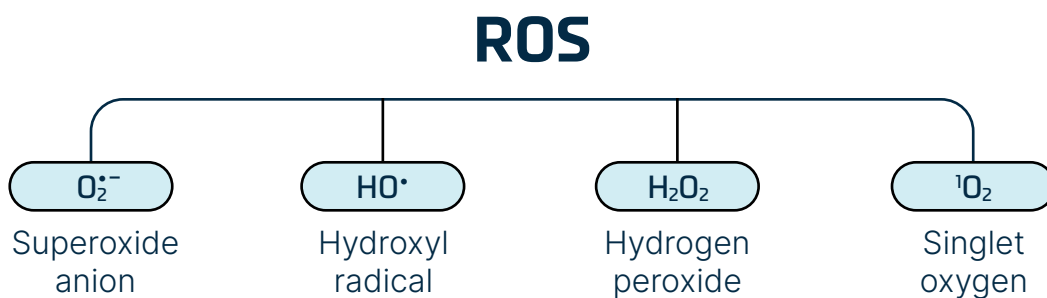 ROS
O₂•⁻ HO• H₂O₂ ¹O₂
Superoxide Hydroxyl Hydrogen Singlet
anion radical peroxide oxygen